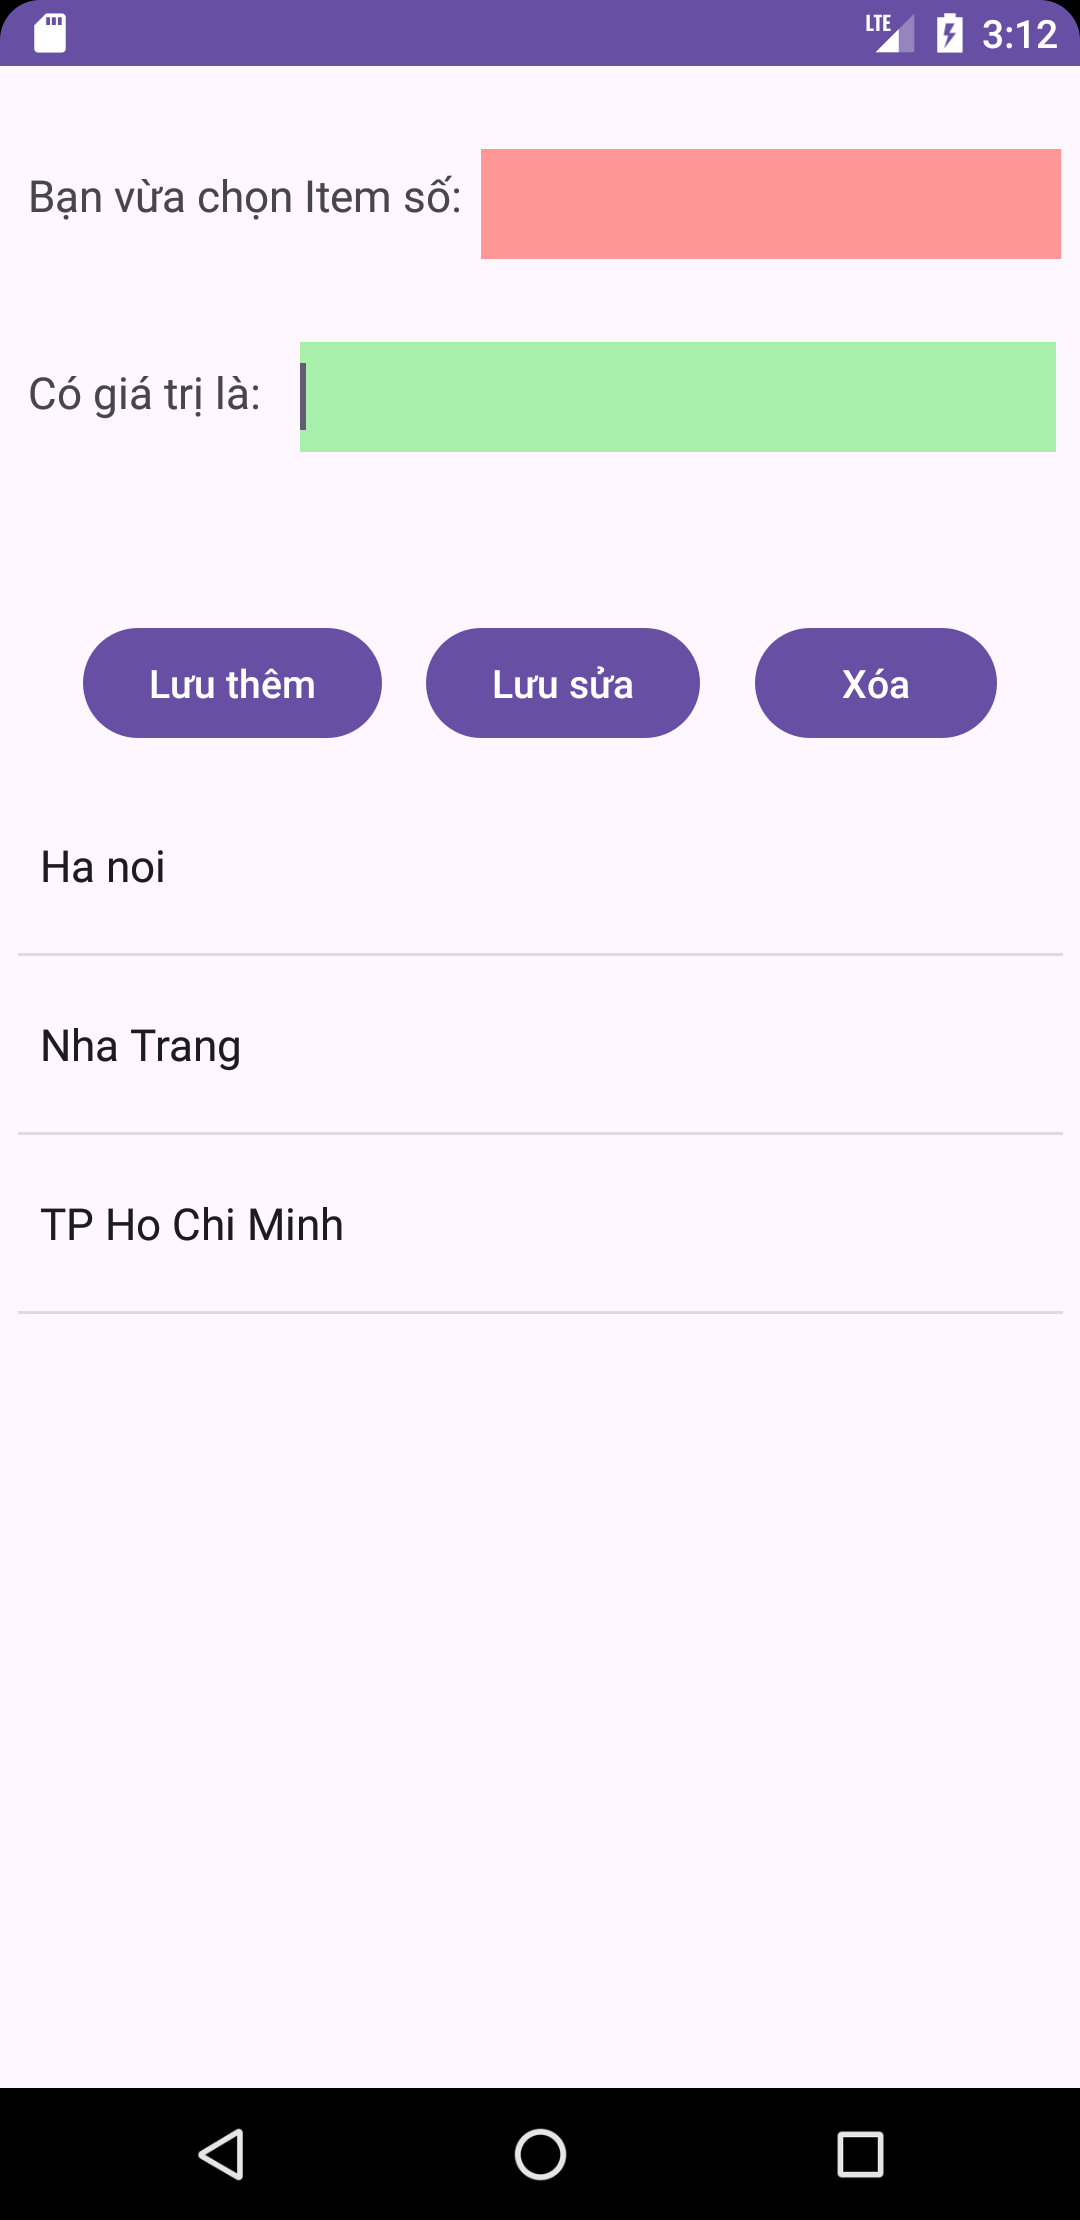 LTE 3:12
Bạn vừa chọn Item số:
Có giá trị là:
Lưu thêm Lưu sửa Xóa
Ha noi
Nha Trang
TP Ho Chi Minh